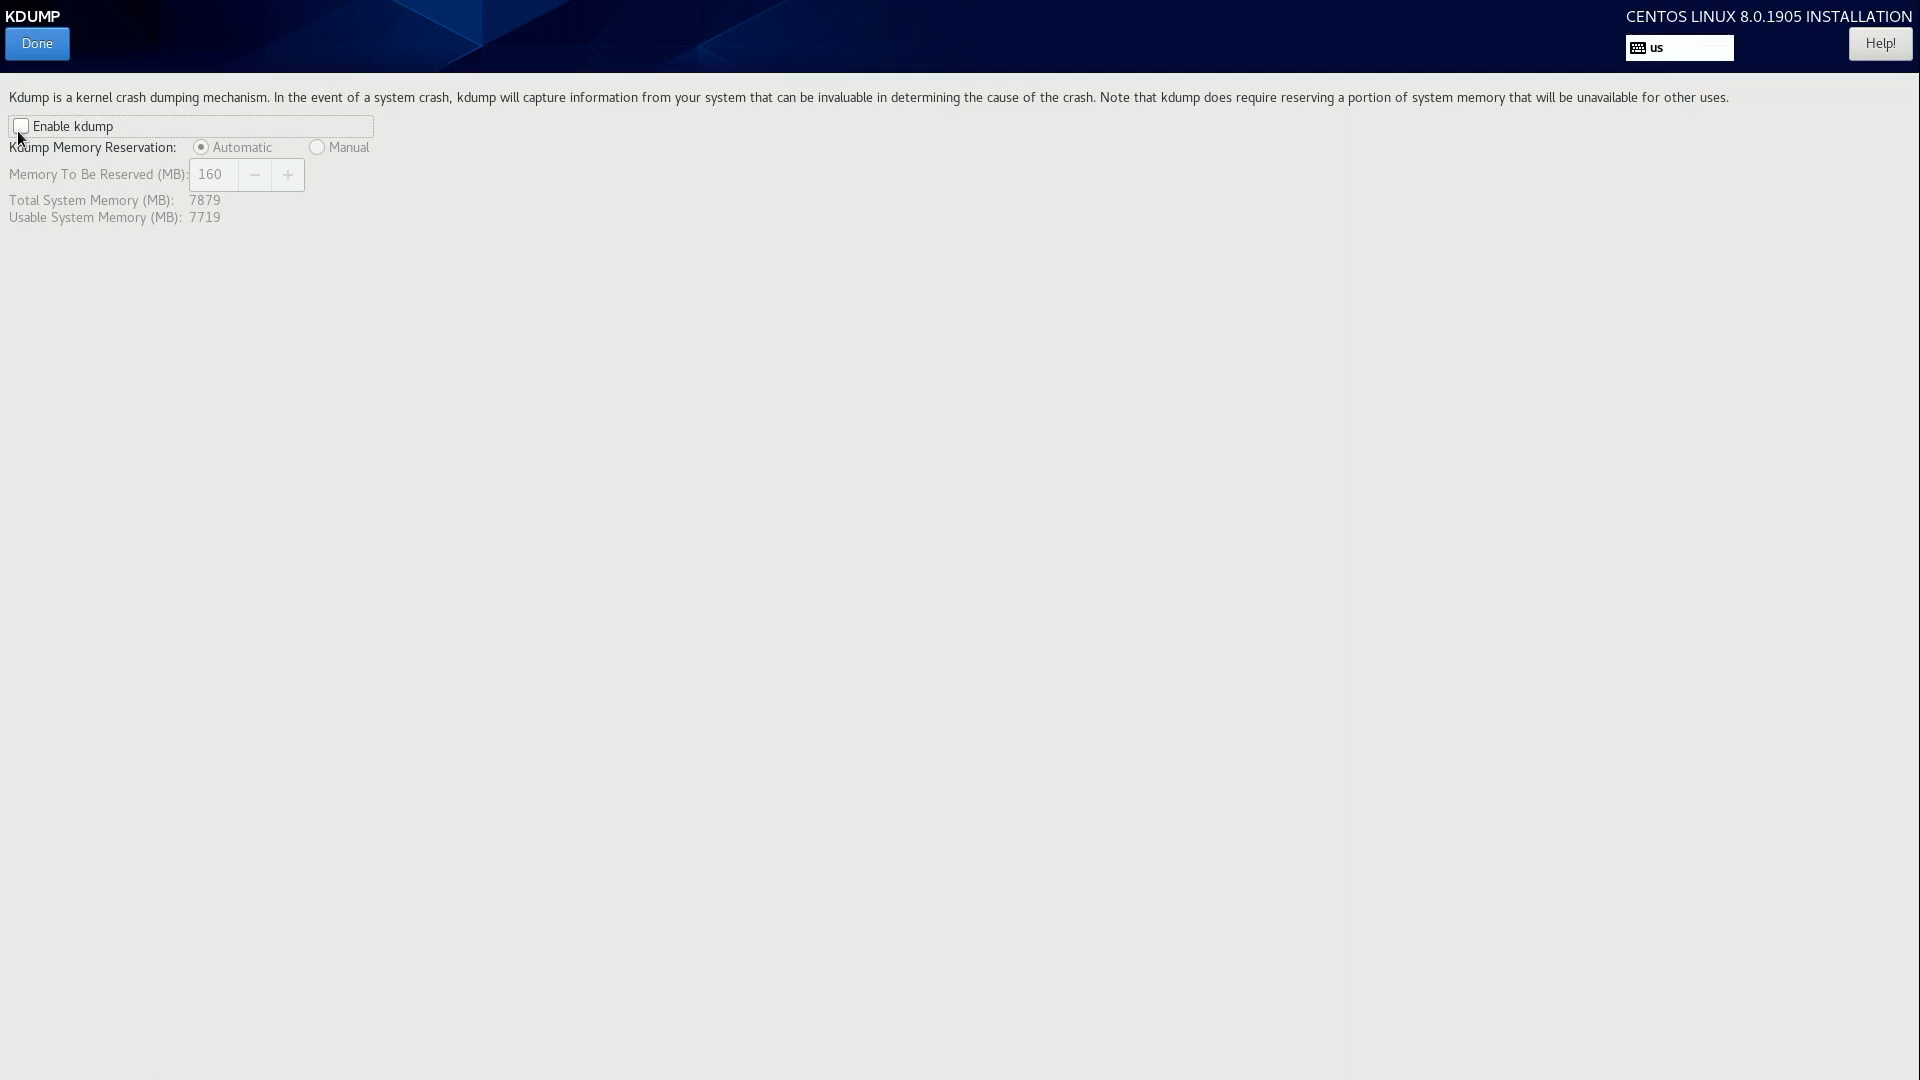 KDUMP
CENTOS LINUX 8.0.1905 INSTALLATION
Done
us
Help!
Kdump is a kernel crash dumping mechanism. In the event of a system crash, kdump will capture information from your system that can be invaluable in determining the cause of the crash. Note that kdump does require reserving a portion of system memory that will be unavailable for other uses.
Enable kdump
Kdump Memory Reservation: Automatic Manual
Memory To Be Reserved (MB): 160 − +
Total System Memory (MB): 7879
Usable System Memory (MB): 7719